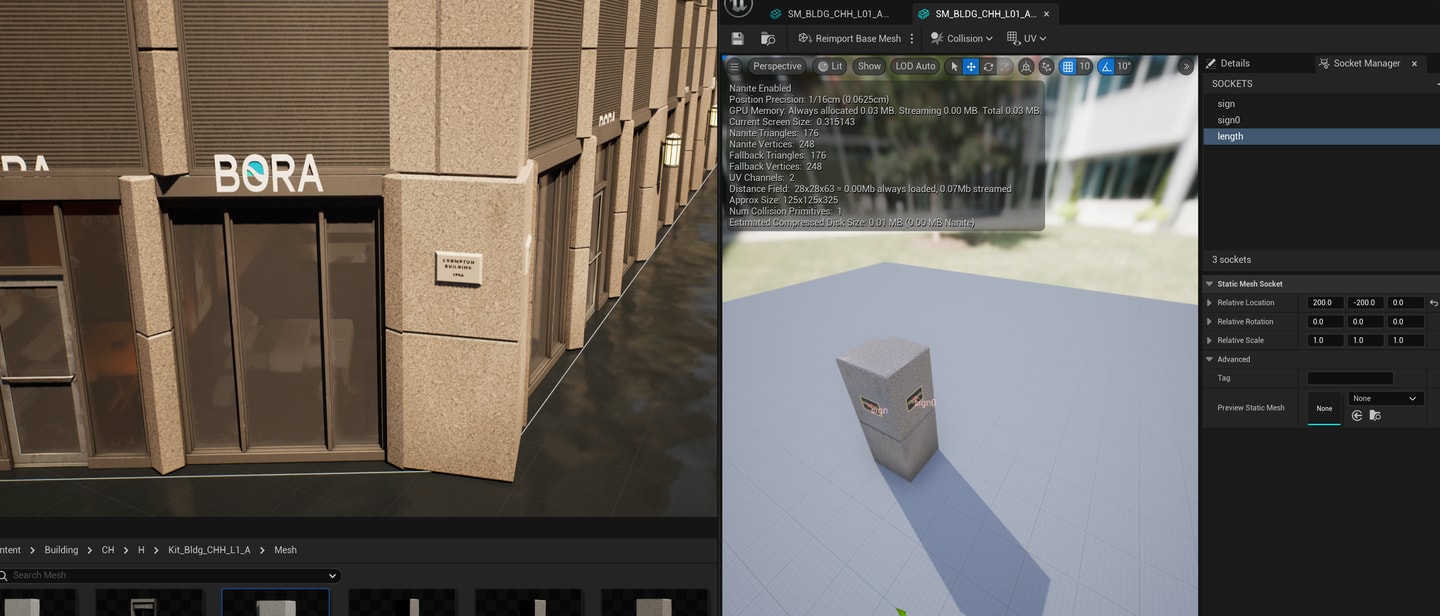 BORA
CROMPTON
BUILDING
1906
BORA
Content > Building > CH > H > Kit_Bldg_CHH_L1_A > Mesh
Search Mesh
SM_BLDG_CHH_L01_A...
SM_BLDG_CHH_L01_A...
Reimport Base Mesh
Collision
UV
Perspective
Lit
Show
LOD Auto
10
10°
Nanite Enabled
Position Precision: 1/16cm (0.0625cm)
GPU Memory: Always allocated 0.03 MB. Streaming 0.00 MB. Total 0.03 MB.
Current Screen Size: 0.315143
Nanite Triangles: 176
Nanite Vertices: 248
Fallback Triangles: 176
Fallback Vertices: 248
UV Channels: 2
Distance Field: 28x28x63 = 0.00Mb always loaded, 0.07Mb streamed
Approx Size: 125x125x325
Num Collision Primitives: 1
Estimated Compressed Disk Size: 0.01 MB (0.00 MB Nanite)
sign
sign0
Details
Socket Manager
SOCKETS
sign
sign0
length
3 sockets
Static Mesh Socket
Relative Location 200.0 -200.0 0.0
Relative Rotation 0.0 0.0 0.0
Relative Scale 1.0 1.0 1.0
Advanced
Tag
Preview Static Mesh None None